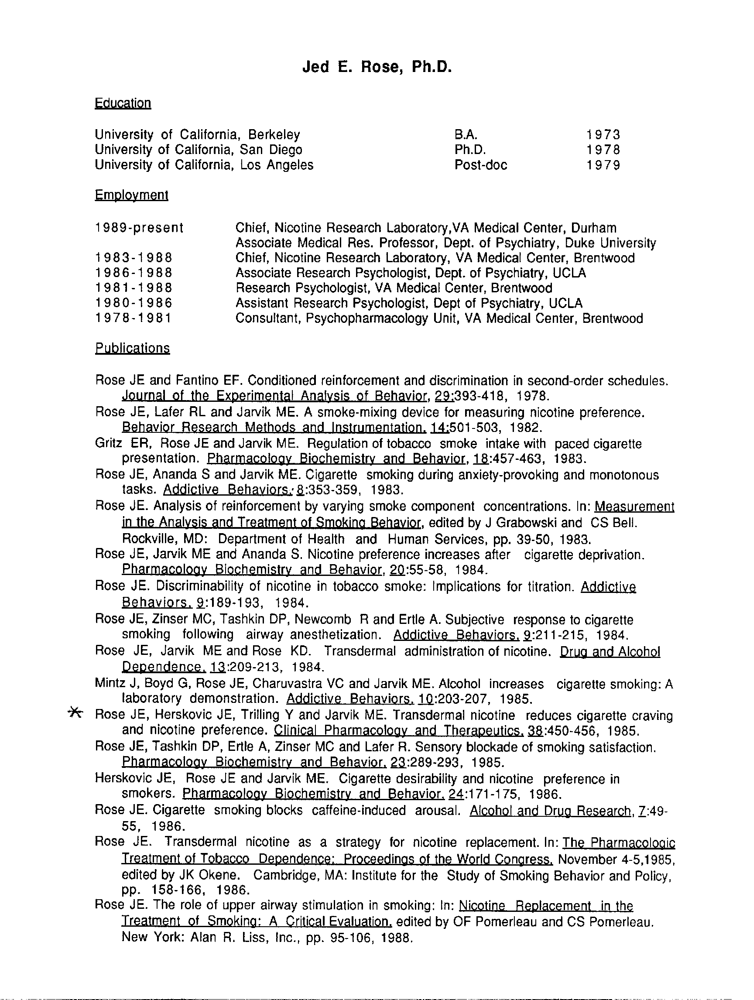 Jed E. Rose, Ph.D.
Education
University of California, Berkeley B.A. 1973
University of California, San Diego Ph.D. 1978
University of California, Los Angeles Post-doc 1979
Employment
1989-present Chief, Nicotine Research Laboratory,VA Medical Center, Durham
Associate Medical Res. Professor, Dept. of Psychiatry, Duke University
1983-1988 Chief, Nicotine Research Laboratory, VA Medical Center, Brentwood
1986-1988 Associate Research Psychologist, Dept. of Psychiatry, UCLA
1981-1988 Research Psychologist, VA Medical Center, Brentwood
1980-1986 Assistant Research Psychologist, Dept of Psychiatry, UCLA
1978-1981 Consultant, Psychopharmacology Unit, VA Medical Center, Brentwood
Publications
Rose JE and Fantino EF. Conditioned reinforcement and discrimination in second-order schedules.
Journal of the Experimental Analysis of Behavior, 29:393-418, 1978.
Rose JE, Lafer RL and Jarvik ME. A smoke-mixing device for measuring nicotine preference.
Behavior Research Methods and Instrumentation, 14:501-503, 1982.
Gritz ER, Rose JE and Jarvik ME. Regulation of tobacco smoke intake with paced cigarette
presentation. Pharmacology Biochemistry and Behavior, 18:457-463, 1983.
Rose JE, Ananda S and Jarvik ME. Cigarette smoking during anxiety-provoking and monotonous
tasks. Addictive Behaviors, 8:353-359, 1983.
Rose JE. Analysis of reinforcement by varying smoke component concentrations. In: Measurement
in the Analysis and Treatment of Smoking Behavior, edited by J Grabowski and CS Bell.
Rockville, MD: Department of Health and Human Services, pp. 39-50, 1983.
Rose JE, Jarvik ME and Ananda S. Nicotine preference increases after cigarette deprivation.
Pharmacology Biochemistry and Behavior, 20:55-58, 1984.
Rose JE. Discriminability of nicotine in tobacco smoke: Implications for titration. Addictive
Behaviors, 9:189-193, 1984.
Rose JE, Zinser MC, Tashkin DP, Newcomb R and Ertle A. Subjective response to cigarette
smoking following airway anesthetization. Addictive Behaviors, 9:211-215, 1984.
Rose JE, Jarvik ME and Rose KD. Transdermal administration of nicotine. Drug and Alcohol
Dependence, 13:209-213, 1984.
Mintz J, Boyd G, Rose JE, Charuvastra VC and Jarvik ME. Alcohol increases cigarette smoking: A
laboratory demonstration. Addictive Behaviors, 10:203-207, 1985.
* Rose JE, Herskovic JE, Trilling Y and Jarvik ME. Transdermal nicotine reduces cigarette craving
and nicotine preference. Clinical Pharmacology and Therapeutics, 38:450-456, 1985.
Rose JE, Tashkin DP, Ertle A, Zinser MC and Lafer R. Sensory blockade of smoking satisfaction.
Pharmacology Biochemistry and Behavior, 23:289-293, 1985.
Herskovic JE, Rose JE and Jarvik ME. Cigarette desirability and nicotine preference in
smokers. Pharmacology Biochemistry and Behavior, 24:171-175, 1986.
Rose JE. Cigarette smoking blocks caffeine-induced arousal. Alcohol and Drug Research, 7:49-
55, 1986.
Rose JE. Transdermal nicotine as a strategy for nicotine replacement. In: The Pharmacologic
Treatment of Tobacco Dependence: Proceedings of the World Congress, November 4-5,1985,
edited by JK Okene. Cambridge, MA: Institute for the Study of Smoking Behavior and Policy,
pp. 158-166, 1986.
Rose JE. The role of upper airway stimulation in smoking: In: Nicotine Replacement in the
Treatment of Smoking: A Critical Evaluation, edited by OF Pomerleau and CS Pomerleau.
New York: Alan R. Liss, Inc., pp. 95-106, 1988.